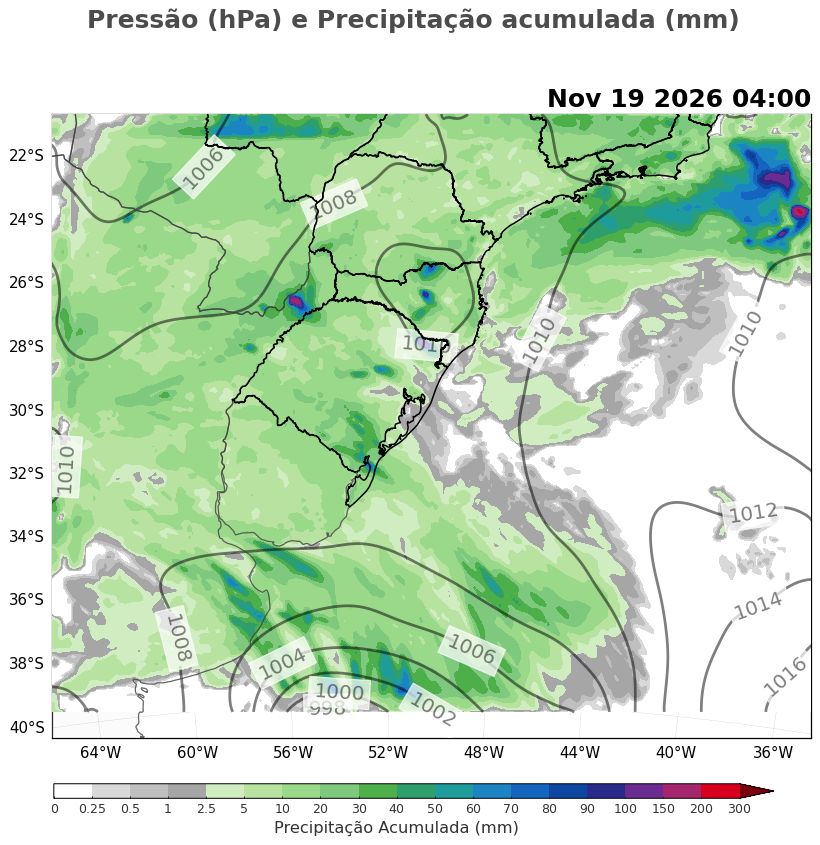 Pressão (hPa) e Precipitação acumulada (mm)
Nov 19 2026 04:00
22°S
24°S
26°S
28°S
30°S
32°S
34°S
36°S
38°S
40°S
1006
1008
1010
1010
1010
1010
1012
1014
1016
1008
1004
1006
1000
998
1002
64°W 60°W 56°W 52°W 48°W 44°W 40°W 36°W
0 0.25 0.5 1 2.5 5 10 20 30 40 50 60 70 80 90 100 150 200 300
Precipitação Acumulada (mm)